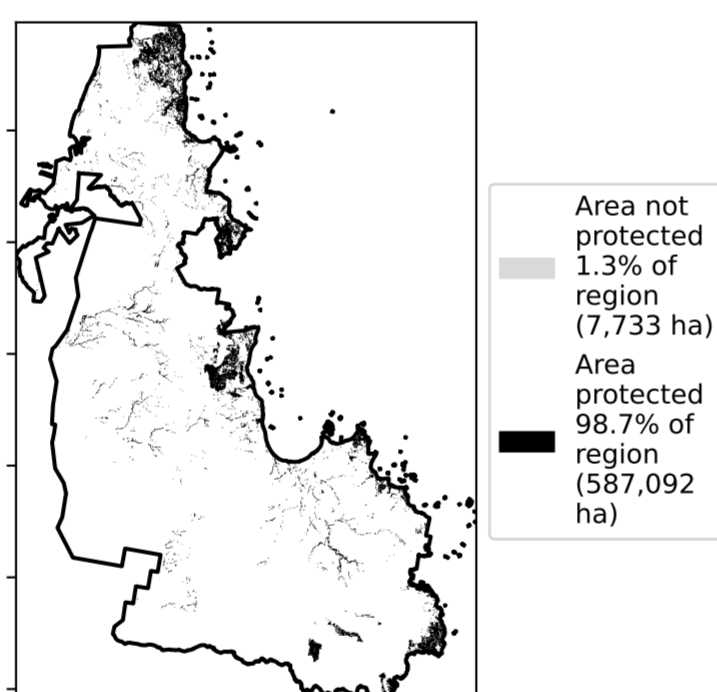 Area not
protected
1.3% of
region
(7,733 ha)
Area
protected
98.7% of
region
(587,092
ha)